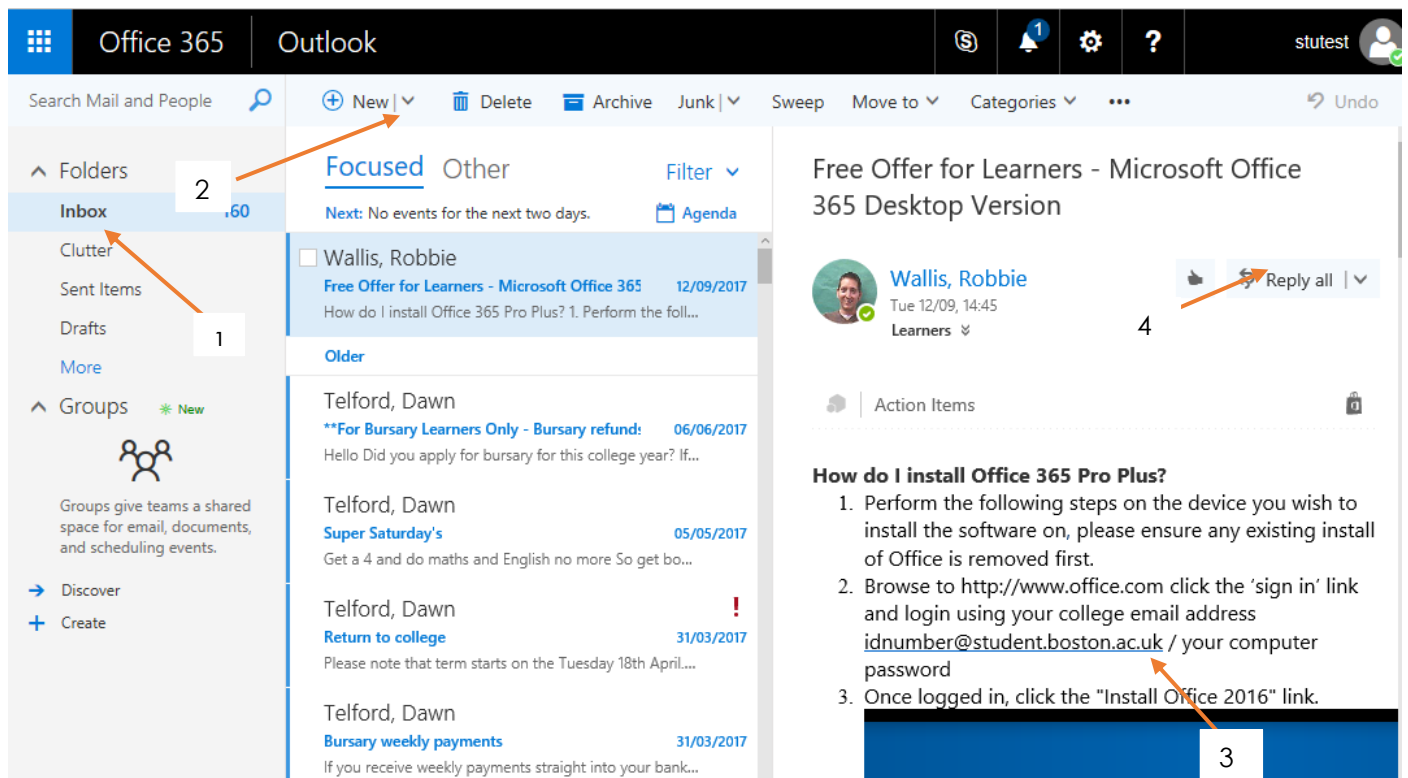 Office 365
Outlook
1
?
stutest
Search Mail and People
New
Delete
Archive
Junk
Sweep
Move to
Categories
Undo
Folders
Inbox
Clutter
Sent Items
Drafts
More
Groups
New
Groups give teams a shared
space for email, documents,
and scheduling events.
Discover
Create
2
1
Focused Other
Filter
Next: No events for the next two days.
Agenda
Wallis, Robbie
Free Offer for Learners - Microsoft Office 365 12/09/2017
How do I install Office 365 Pro Plus? 1. Perform the foll...
Older
Telford, Dawn
**For Bursary Learners Only - Bursary refunds 06/06/2017
Hello Did you apply for bursary for this college year? If...
Telford, Dawn
Super Saturday's 05/05/2017
Get a 4 and do maths and English no more So get bo...
Telford, Dawn !
Return to college 31/03/2017
Please note that term starts on the Tuesday 18th April....
Telford, Dawn
Bursary weekly payments 31/03/2017
If you receive weekly payments straight into your bank...
Free Offer for Learners - Microsoft Office
365 Desktop Version
Wallis, Robbie
Tue 12/09, 14:45
Learners
Reply all
4
Action Items
How do I install Office 365 Pro Plus?
1. Perform the following steps on the device you wish to
install the software on, please ensure any existing install
of Office is removed first.
2. Browse to http://www.office.com click the ‘sign in’ link
and login using your college email address
idnumber@student.boston.ac.uk / your computer
password
3. Once logged in, click the "Install Office 2016" link.
3